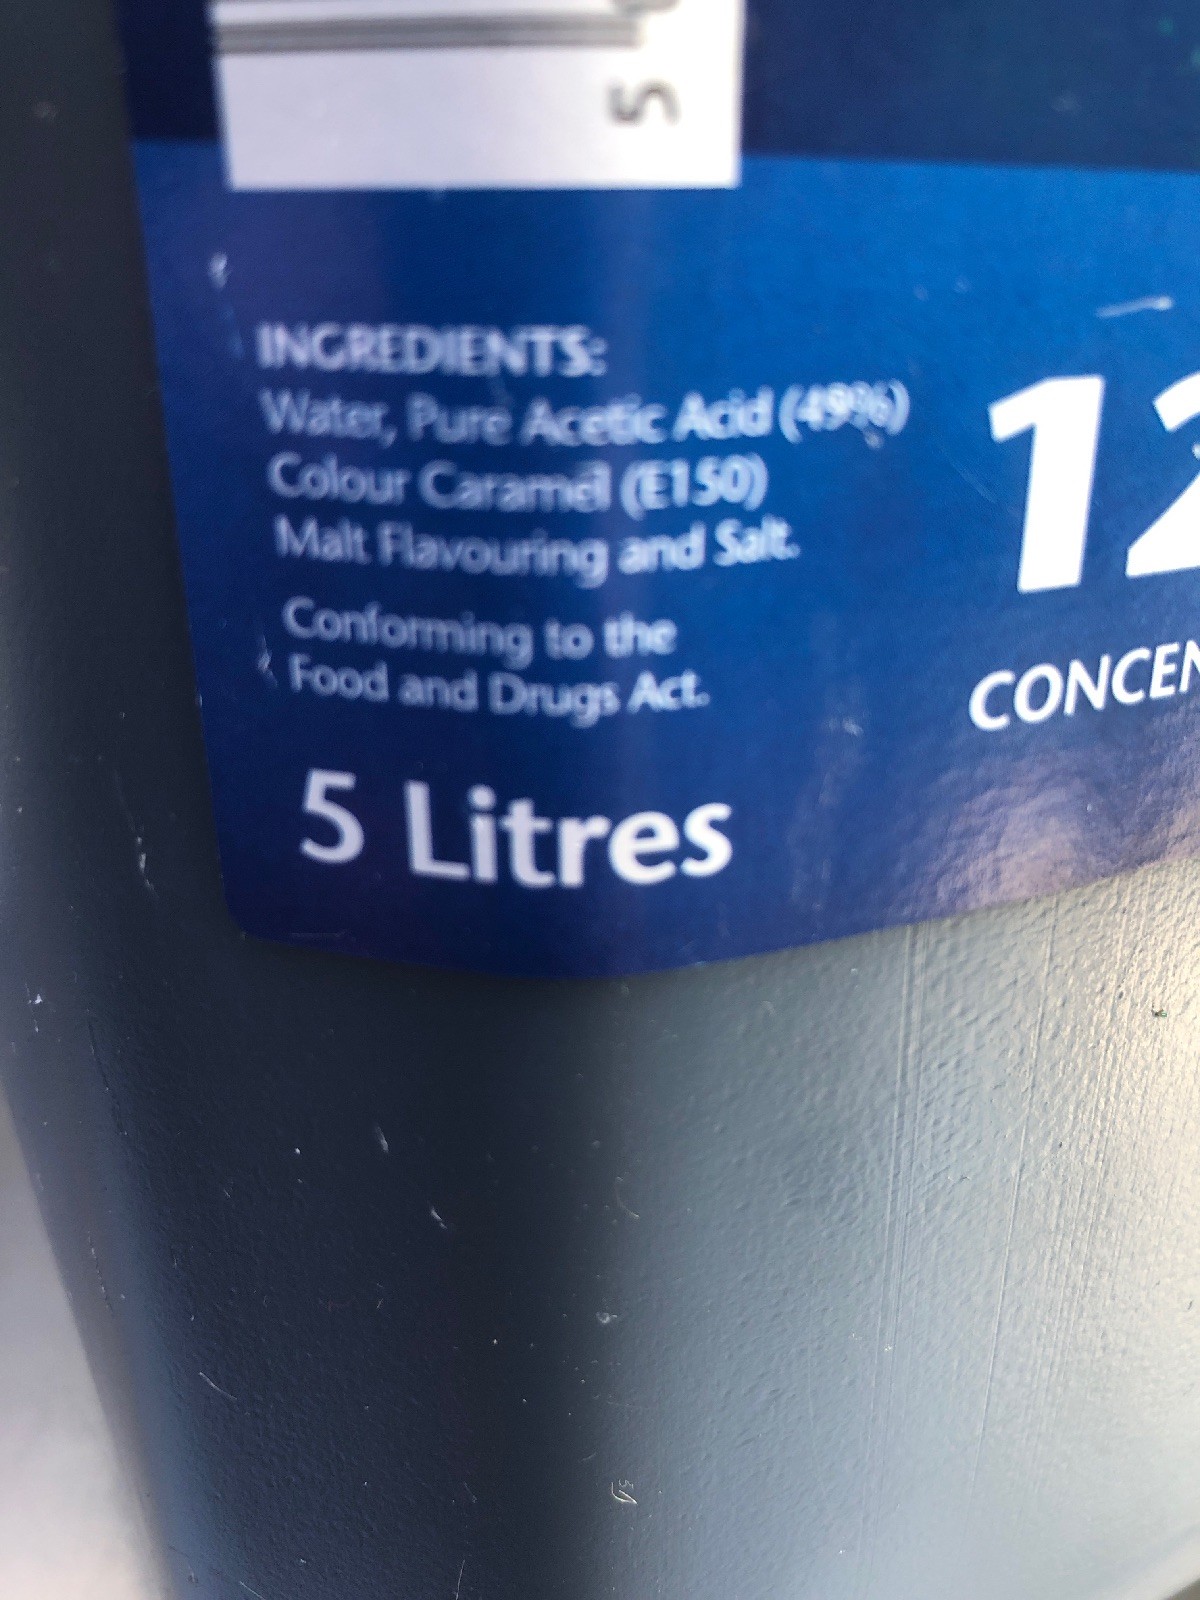 5
INGREDIENTS:
Water, Pure Acetic Acid (49%)
Colour Caramel (E150)
Malt Flavouring and Salt.
Conforming to the
Food and Drugs Act.
5 Litres
12
CONCEN